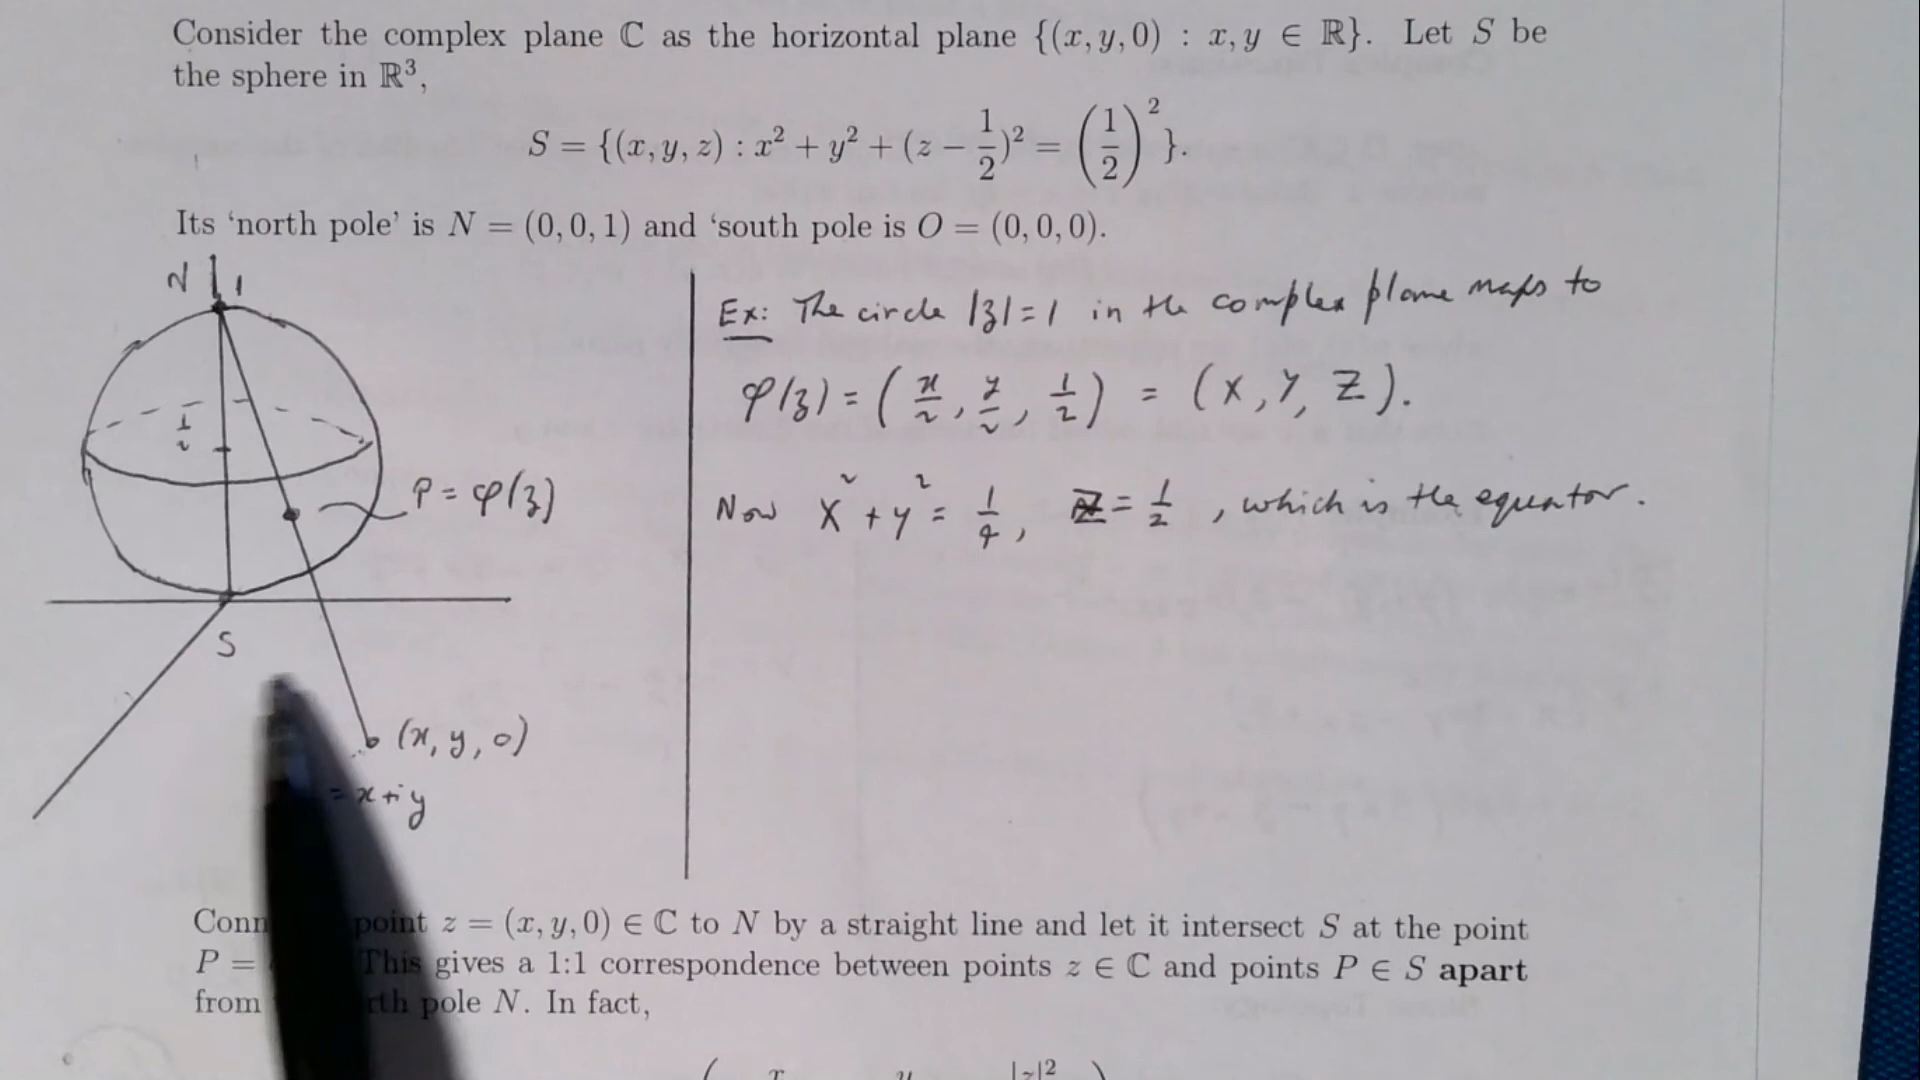 Consider the complex plane ℂ as the horizontal plane {(x, y, 0) : x, y ∈ ℝ}. Let S be
the sphere in ℝ³,
S = {(x, y, z) : x² + y² + (z − 1/2)² = (1/2)²}.
Its ‘north pole’ is N = (0, 0, 1) and ‘south pole is O = (0, 0, 0).
N 1
1/2
P = φ(z)
S
(x, y, 0)
= x + iy
Ex: The circle |z| = 1 in the complex plane maps to
φ(z) = (x/2, y/2, 1/2) = (X, Y, Z).
Now X² + Y² = 1/4, Z = 1/2, which is the equator.
point z = (x, y, 0) ∈ ℂ to N by a straight line and let it intersect S at the point
P = This gives a 1:1 correspondence between points z ∈ ℂ and points P ∈ S apart
from pole N. In fact,